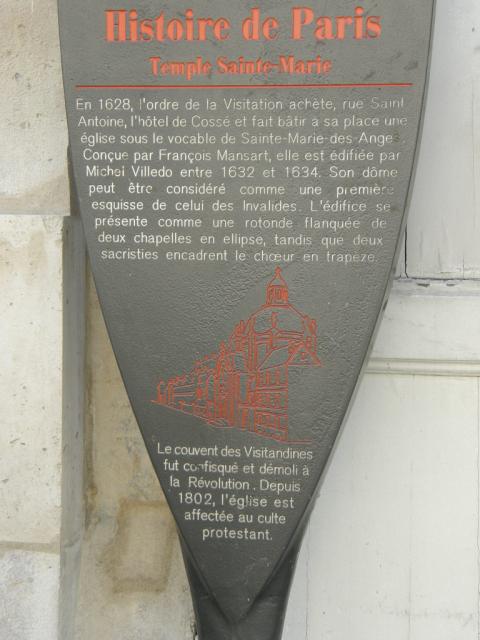 Histoire de Paris
Temple Sainte-Marie
En 1628, l'ordre de la Visitation achète, rue Saint
Antoine, l'hôtel de Cossé et fait bâtir à sa place une
église sous le vocable de Sainte-Marie-des-Anges.
Conçue par François Mansart, elle est édifiée par
Michel Villedo entre 1632 et 1634. Son dôme
peut être considéré comme une première
esquisse de celui des Invalides. L'édifice se
présente comme une rotonde flanquée de
deux chapelles en ellipse, tandis que deux
sacristies encadrent le chœur en trapèze.
Le couvent des Visitandines
fut confisqué et démoli à
la Révolution. Depuis
1802, l'église est
affectée au culte
protestant.